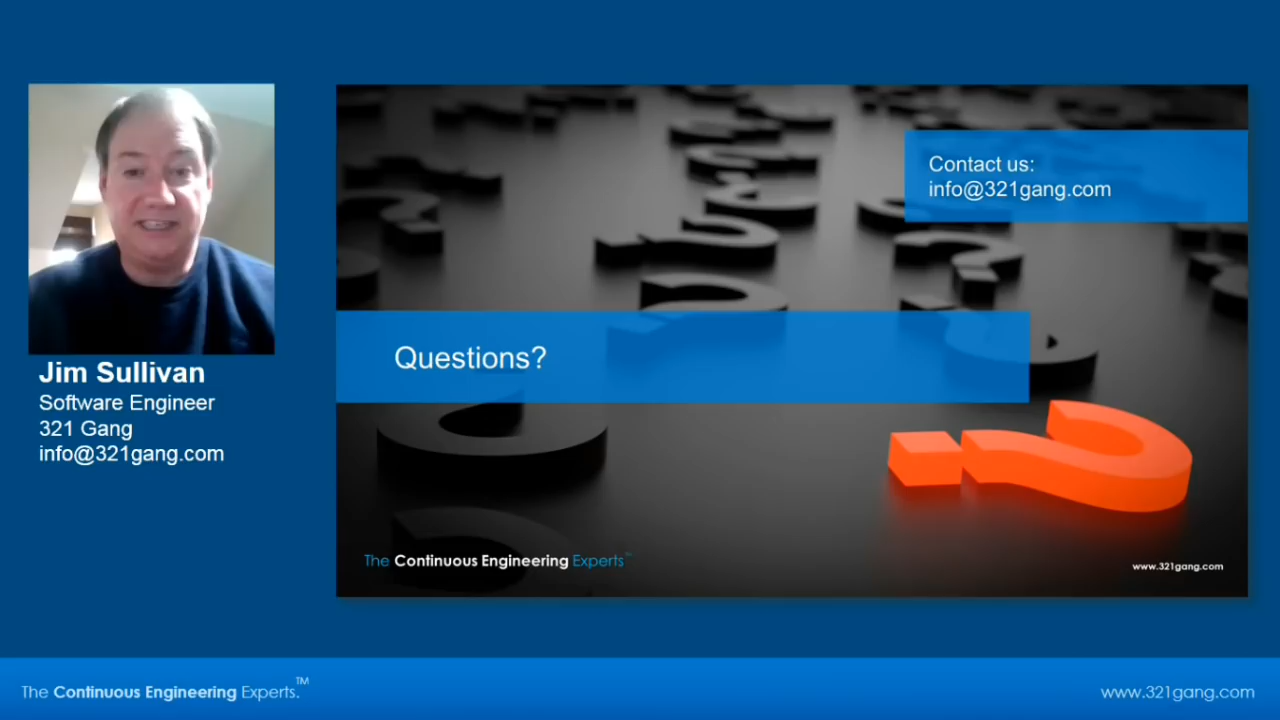 Jim Sullivan
Software Engineer
321 Gang
info@321gang.com
Contact us:
info@321gang.com
Questions?
The Continuous Engineering Experts™
www.321gang.com
The Continuous Engineering Experts.™
www.321gang.com